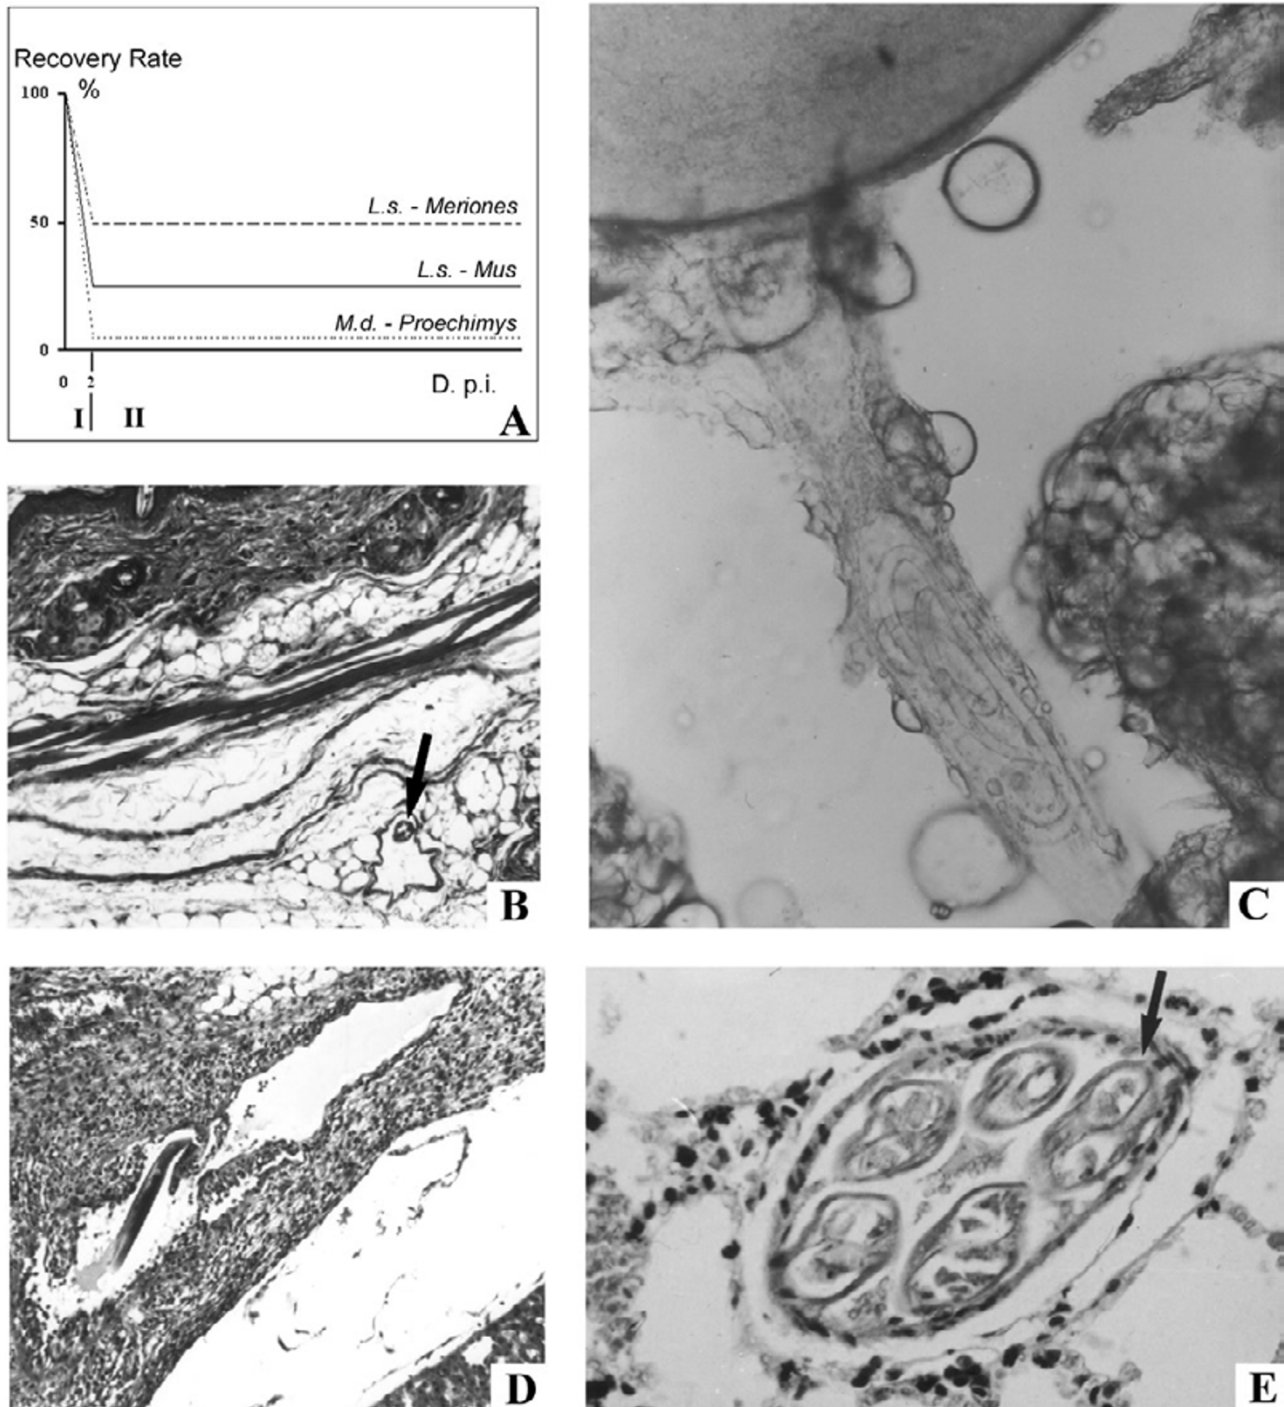 Recovery Rate
%
100
50
0
L.s. - Meriones
L.s. - Mus
M.d. - Proechimys
0 2
D. p.i.
I II
A
B
C
D
E